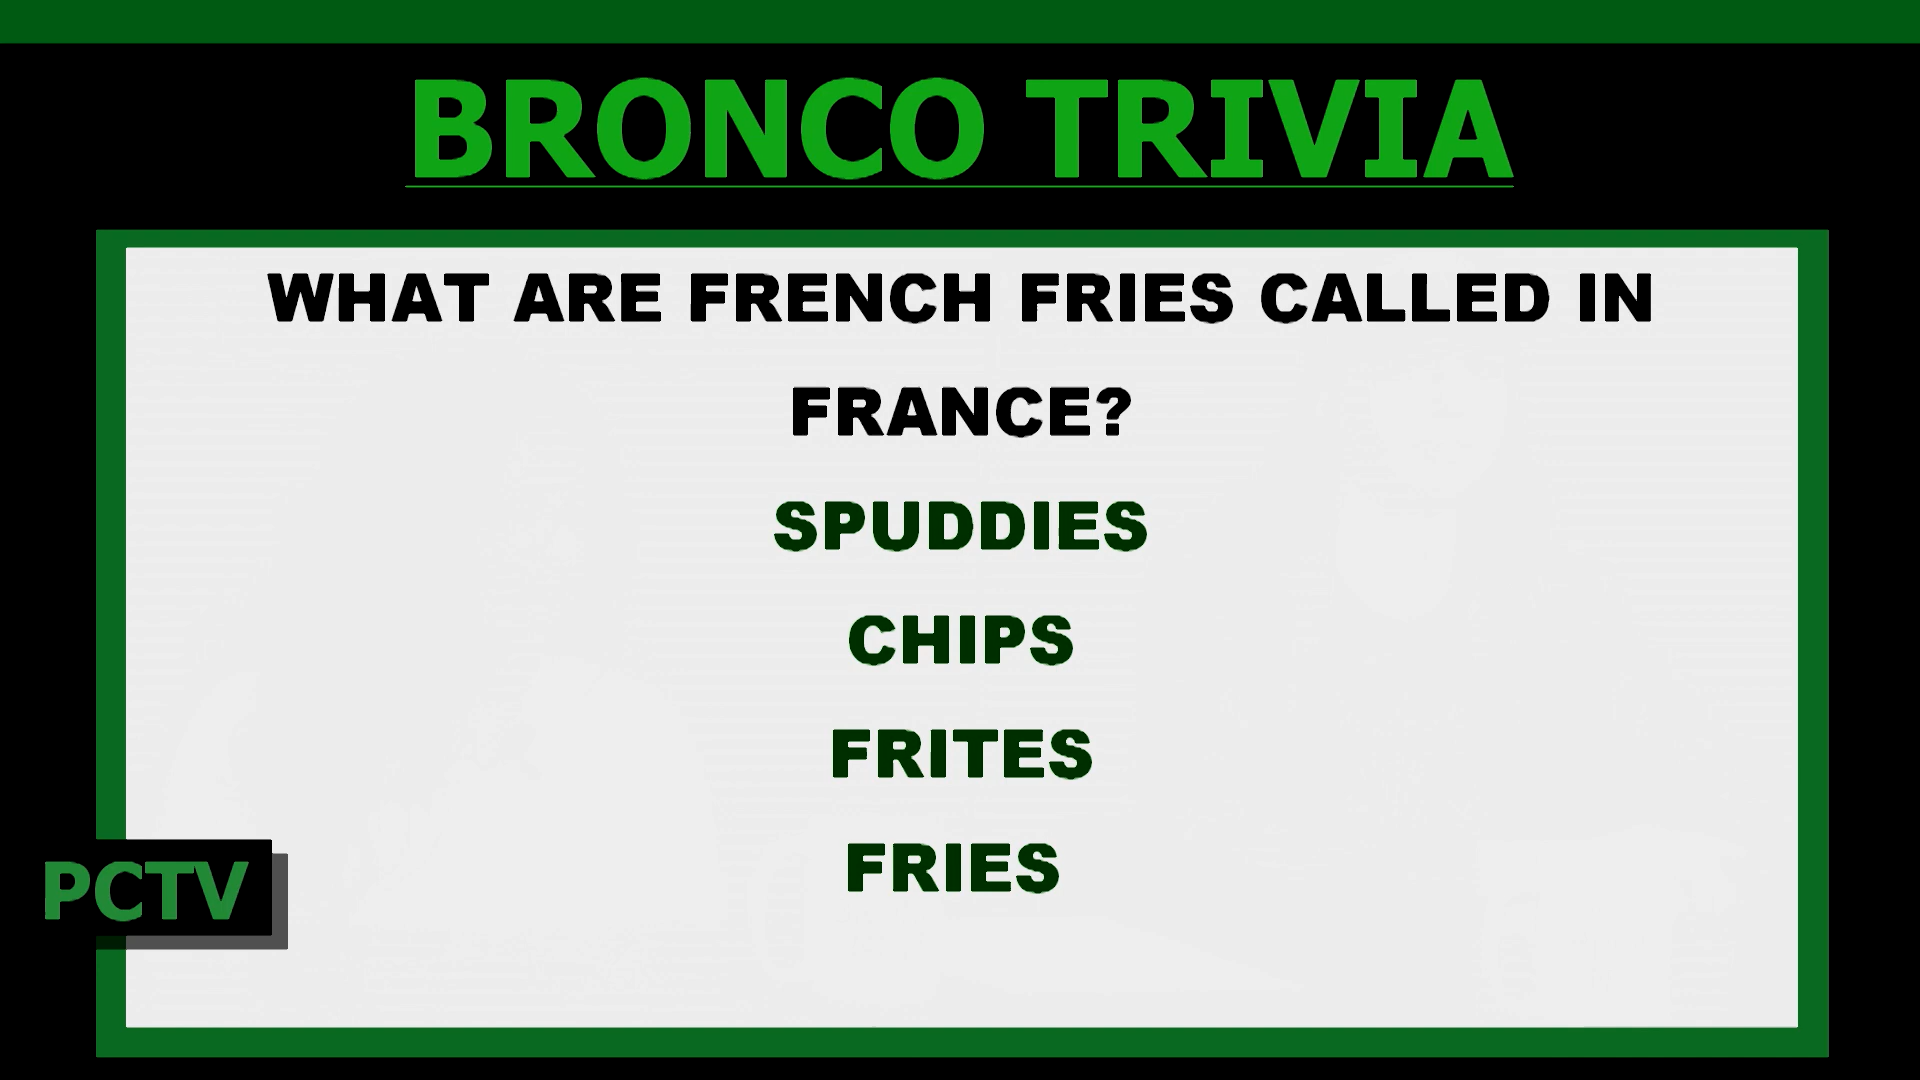 BRONCO TRIVIA
WHAT ARE FRENCH FRIES CALLED IN
FRANCE?
SPUDDIES
CHIPS
FRITES
FRIES
PCTV